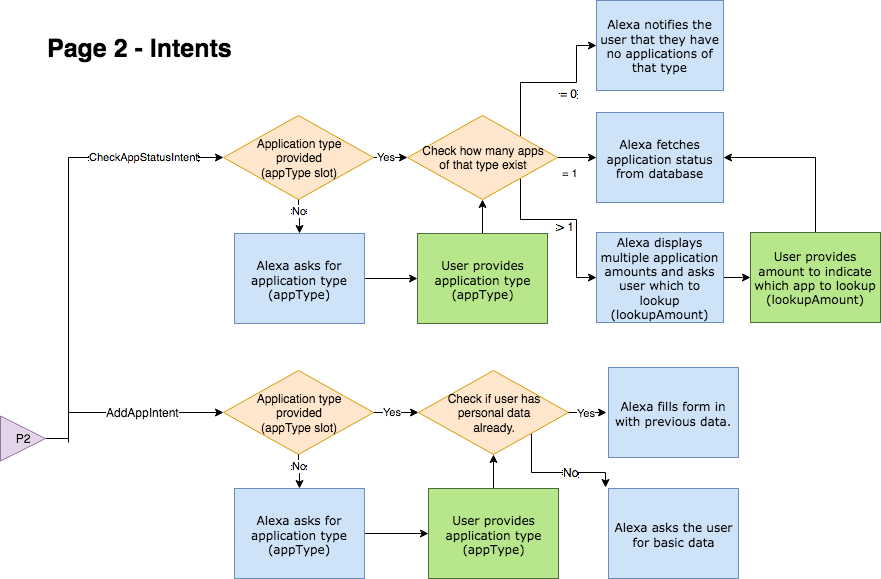 Page 2 - Intents
Alexa notifies the
user that they have
no applications of
that type
= 0
CheckAppStatusIntent
Application type
provided
(appType slot)
Yes
Check how many apps
of that type exist
= 1
Alexa fetches
application status
from database
No
> 1
Alexa asks for
application type
(appType)
User provides
application type
(appType)
Alexa displays
multiple application
amounts and asks
user which to
lookup
(lookupAmount)
User provides
amount to indicate
which app to lookup
(lookupAmount)
P2
AddAppIntent
Application type
provided
(appType slot)
Yes
Check if user has
personal data
already.
Yes
Alexa fills form in
with previous data.
No
No
Alexa asks for
application type
(appType)
User provides
application type
(appType)
Alexa asks the user
for basic data